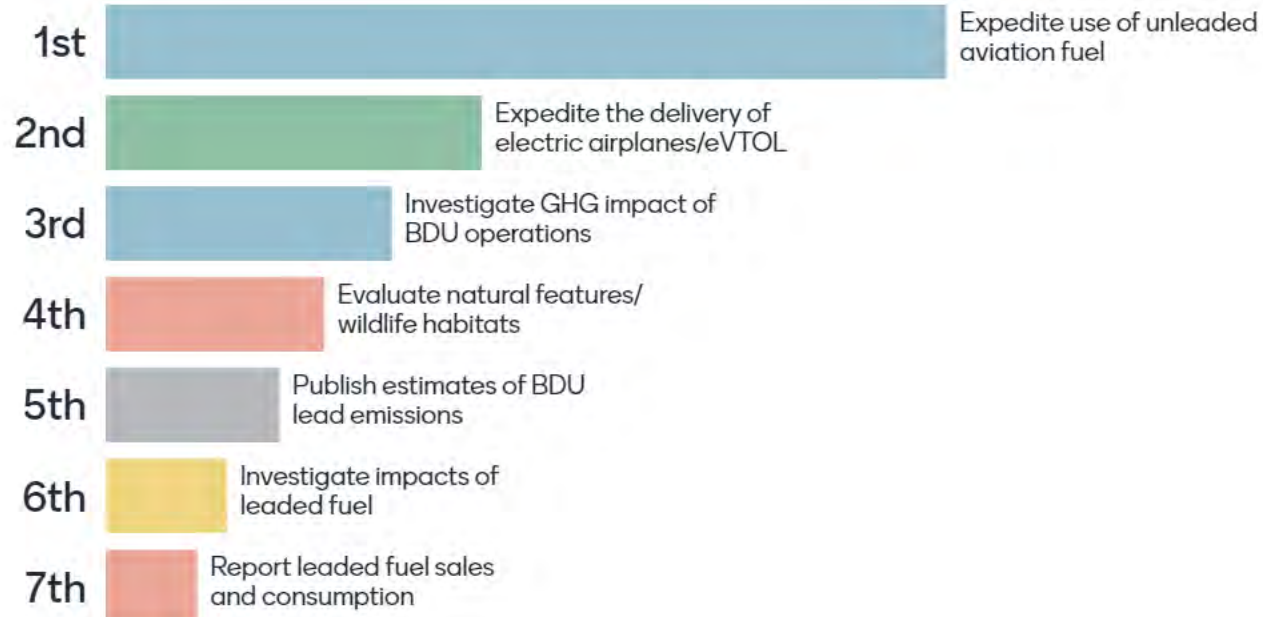 1st
Expedite use of unleaded
aviation fuel
2nd
Expedite the delivery of
electric airplanes/eVTOL
3rd
Investigate GHG impact of
BDU operations
4th
Evaluate natural features/
wildlife habitats
5th
Publish estimates of BDU
lead emissions
6th
Investigate impacts of
leaded fuel
7th
Report leaded fuel sales
and consumption